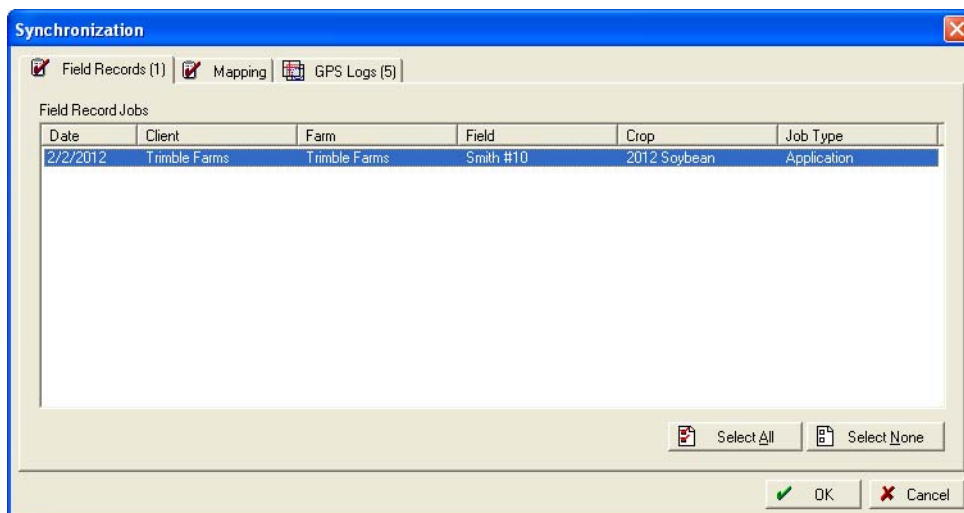 Synchronization
Field Records (1) Mapping GPS Logs (5)
Field Record Jobs
Date Client Farm Field Crop Job Type
2/2/2012 Trimble Farms Trimble Farms Smith #10 2012 Soybean Application
Select All Select None
OK Cancel